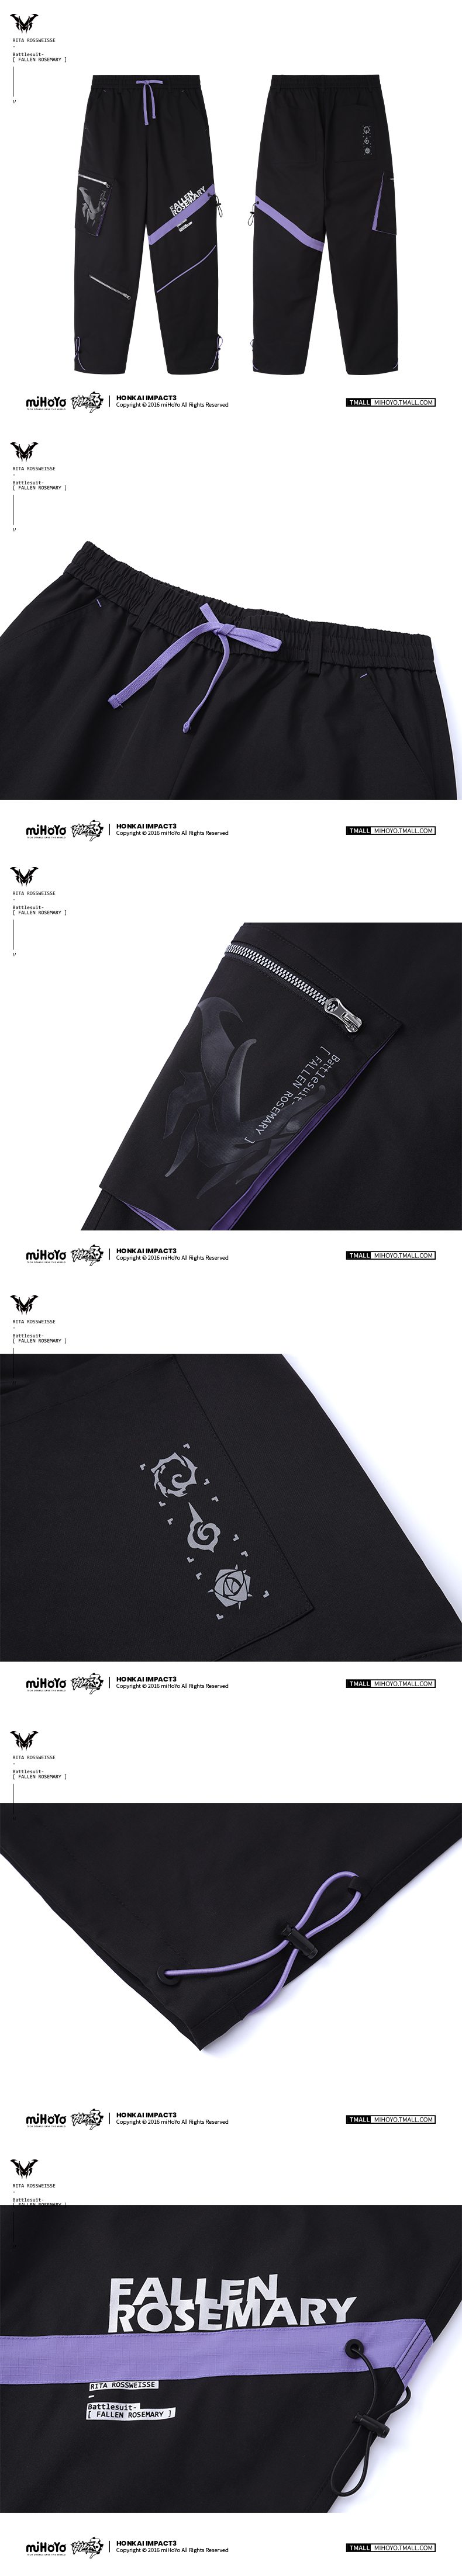 RITA ROSSWEISSE
-
Battlesuit-
[ FALLEN ROSEMARY ]
//
FALLEN
ROSEMARY
miHoYo
HONKAI IMPACT3
Copyright © 2016 miHoYo All Rights Reserved
TMALL MIHOYO.TMALL.COM
RITA ROSSWEISSE
-
Battlesuit-
[ FALLEN ROSEMARY ]
//
miHoYo
HONKAI IMPACT3
Copyright © 2016 miHoYo All Rights Reserved
TMALL MIHOYO.TMALL.COM
RITA ROSSWEISSE
-
Battlesuit-
[ FALLEN ROSEMARY ]
//
Battlesuit-
[ FALLEN ROSEMARY ]
miHoYo
HONKAI IMPACT3
Copyright © 2016 miHoYo All Rights Reserved
TMALL MIHOYO.TMALL.COM
RITA ROSSWEISSE
-
Battlesuit-
[ FALLEN ROSEMARY ]
miHoYo
HONKAI IMPACT3
Copyright © 2016 miHoYo All Rights Reserved
TMALL MIHOYO.TMALL.COM
RITA ROSSWEISSE
-
Battlesuit-
[ FALLEN ROSEMARY ]
miHoYo
HONKAI IMPACT3
Copyright © 2016 miHoYo All Rights Reserved
TMALL MIHOYO.TMALL.COM
RITA ROSSWEISSE
-
Battlesuit-
[ FALLEN ROSEMARY ]
FALLEN
ROSEMARY
RITA ROSSWEISSE
-
Battlesuit-
[ FALLEN ROSEMARY ]
miHoYo
HONKAI IMPACT3
Copyright © 2016 miHoYo All Rights Reserved
TMALL MIHOYO.TMALL.COM